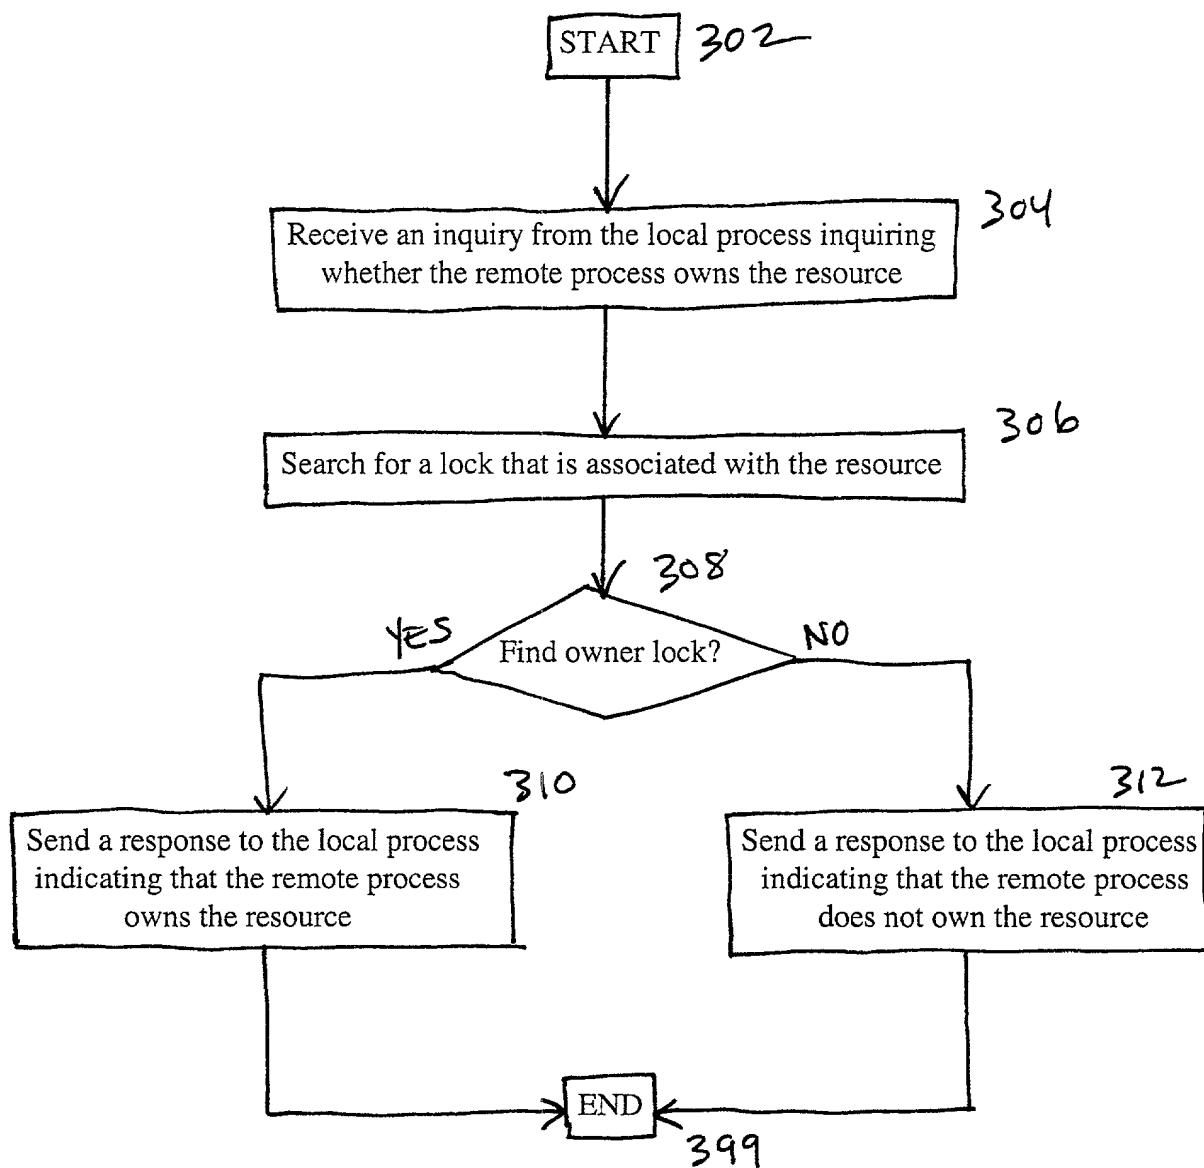 START 302
304
Receive an inquiry from the local process inquiring
whether the remote process owns the resource
306
Search for a lock that is associated with the resource
308
YES
NO
Find owner lock?
310
312
Send a response to the local process
indicating that the remote process
owns the resource
Send a response to the local process
indicating that the remote process
does not own the resource
END
399